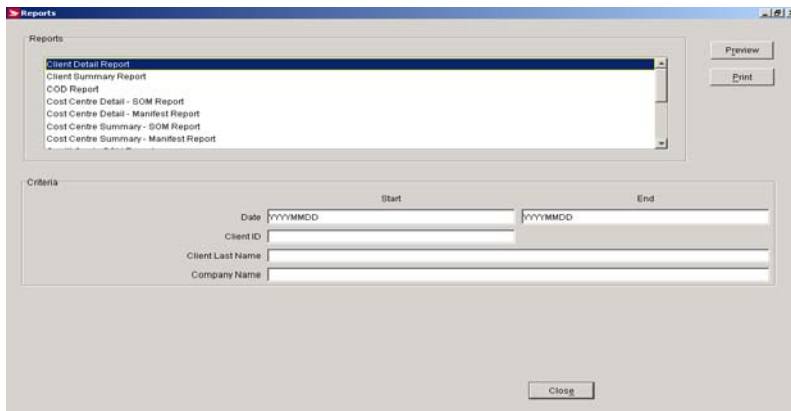 Reports
Reports
Client Detail Report
Client Summary Report
COD Report
Cost Centre Detail - SOM Report
Cost Centre Detail - Manifest Report
Cost Centre Summary - SOM Report
Cost Centre Summary - Manifest Report
Preview
Print
Criteria
Start End
Date YYYYMMDD YYYYMMDD
Client ID
Client Last Name
Company Name
Close